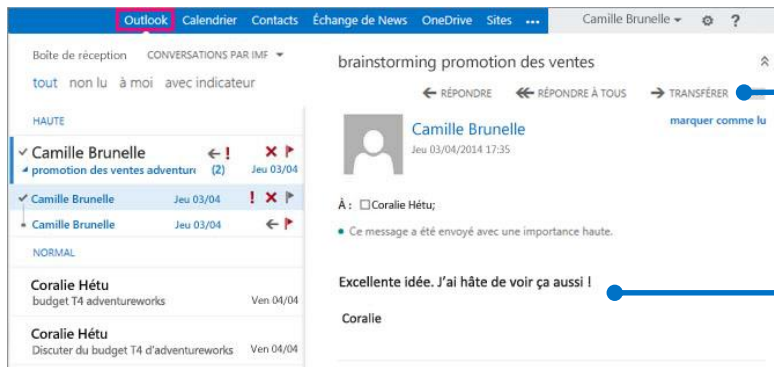 Outlook Calendrier Contacts Échange de News OneDrive Sites ••• Camille Brunelle ?
Boîte de réception CONVERSATIONS PAR IMF
tout non lu à moi avec indicateur
HAUTE
Camille Brunelle !
promotion des ventes adventure (2) Jeu 03/04
Camille Brunelle Jeu 03/04 !
Camille Brunelle Jeu 03/04
NORMAL
Coralie Hétu
budget T4 adventureworks Ven 04/04
Coralie Hétu
Discuter du budget T4 d'adventureworks Ven 04/04
brainstorming promotion des ventes
RÉPONDRE RÉPONDRE À TOUS TRANSFÉRER
marquer comme lu
Camille Brunelle
Jeu 03/04/2014 17:35
À : Coralie Hétu;
Ce message a été envoyé avec une importance haute.
Excellente idée. J'ai hâte de voir ça aussi !
Coralie